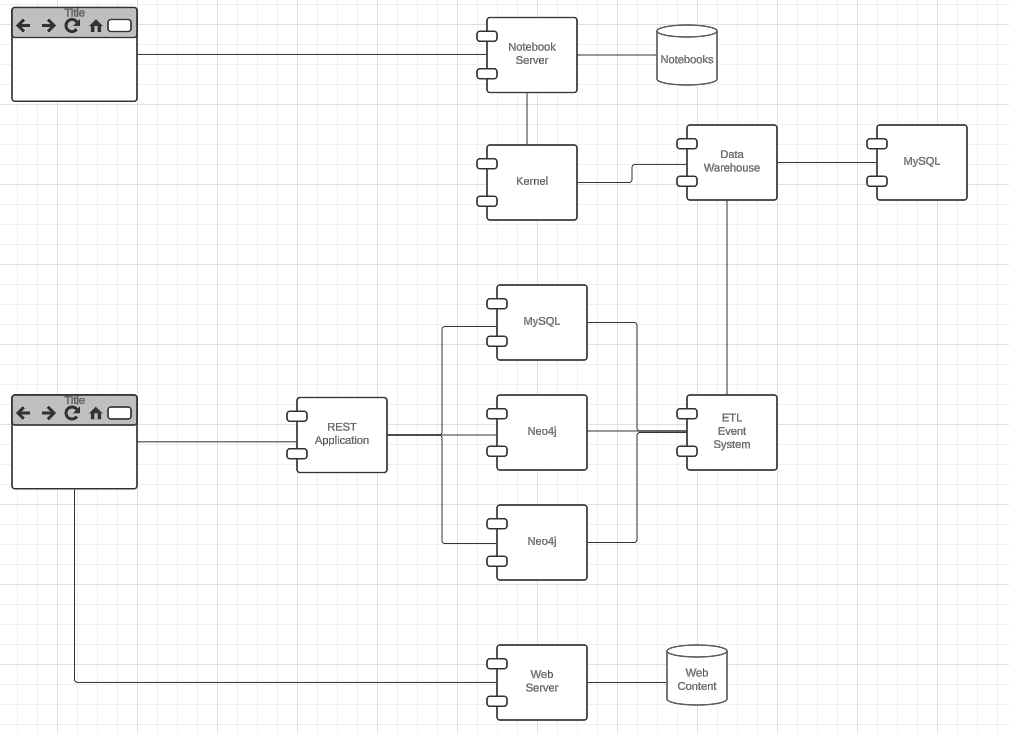 Title
Notebook
Server
Notebooks
Kernel
Data
Warehouse
MySQL
MySQL
Title
REST
Application
Neo4j
ETL
Event
System
Neo4j
Web
Server
Web
Content